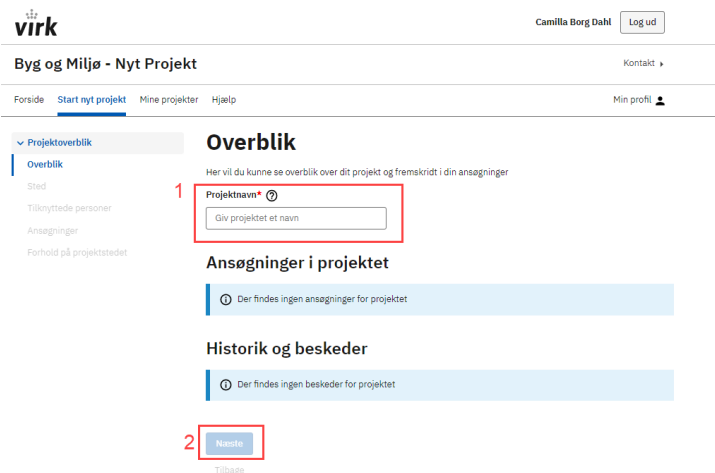 virk
Camilla Borg Dahl
Log ud
Byg og Miljø - Nyt Projekt
Kontakt
Forside Start nyt projekt Mine projekter Hjælp
Min profil
Projektoverblik
Overblik
Sted
Tilknyttede personer
Ansøgninger
Forhold på projektstedet
Overblik
Her vil du kunne se overblik over dit projekt og fremskridt i din ansøgninger
1
Projektnavn* ?
Giv projektet et navn
Ansøgninger i projektet
Der findes ingen ansøgninger for projektet
Historik og beskeder
Der findes ingen beskeder for projektet
2
Næste
Tilbage